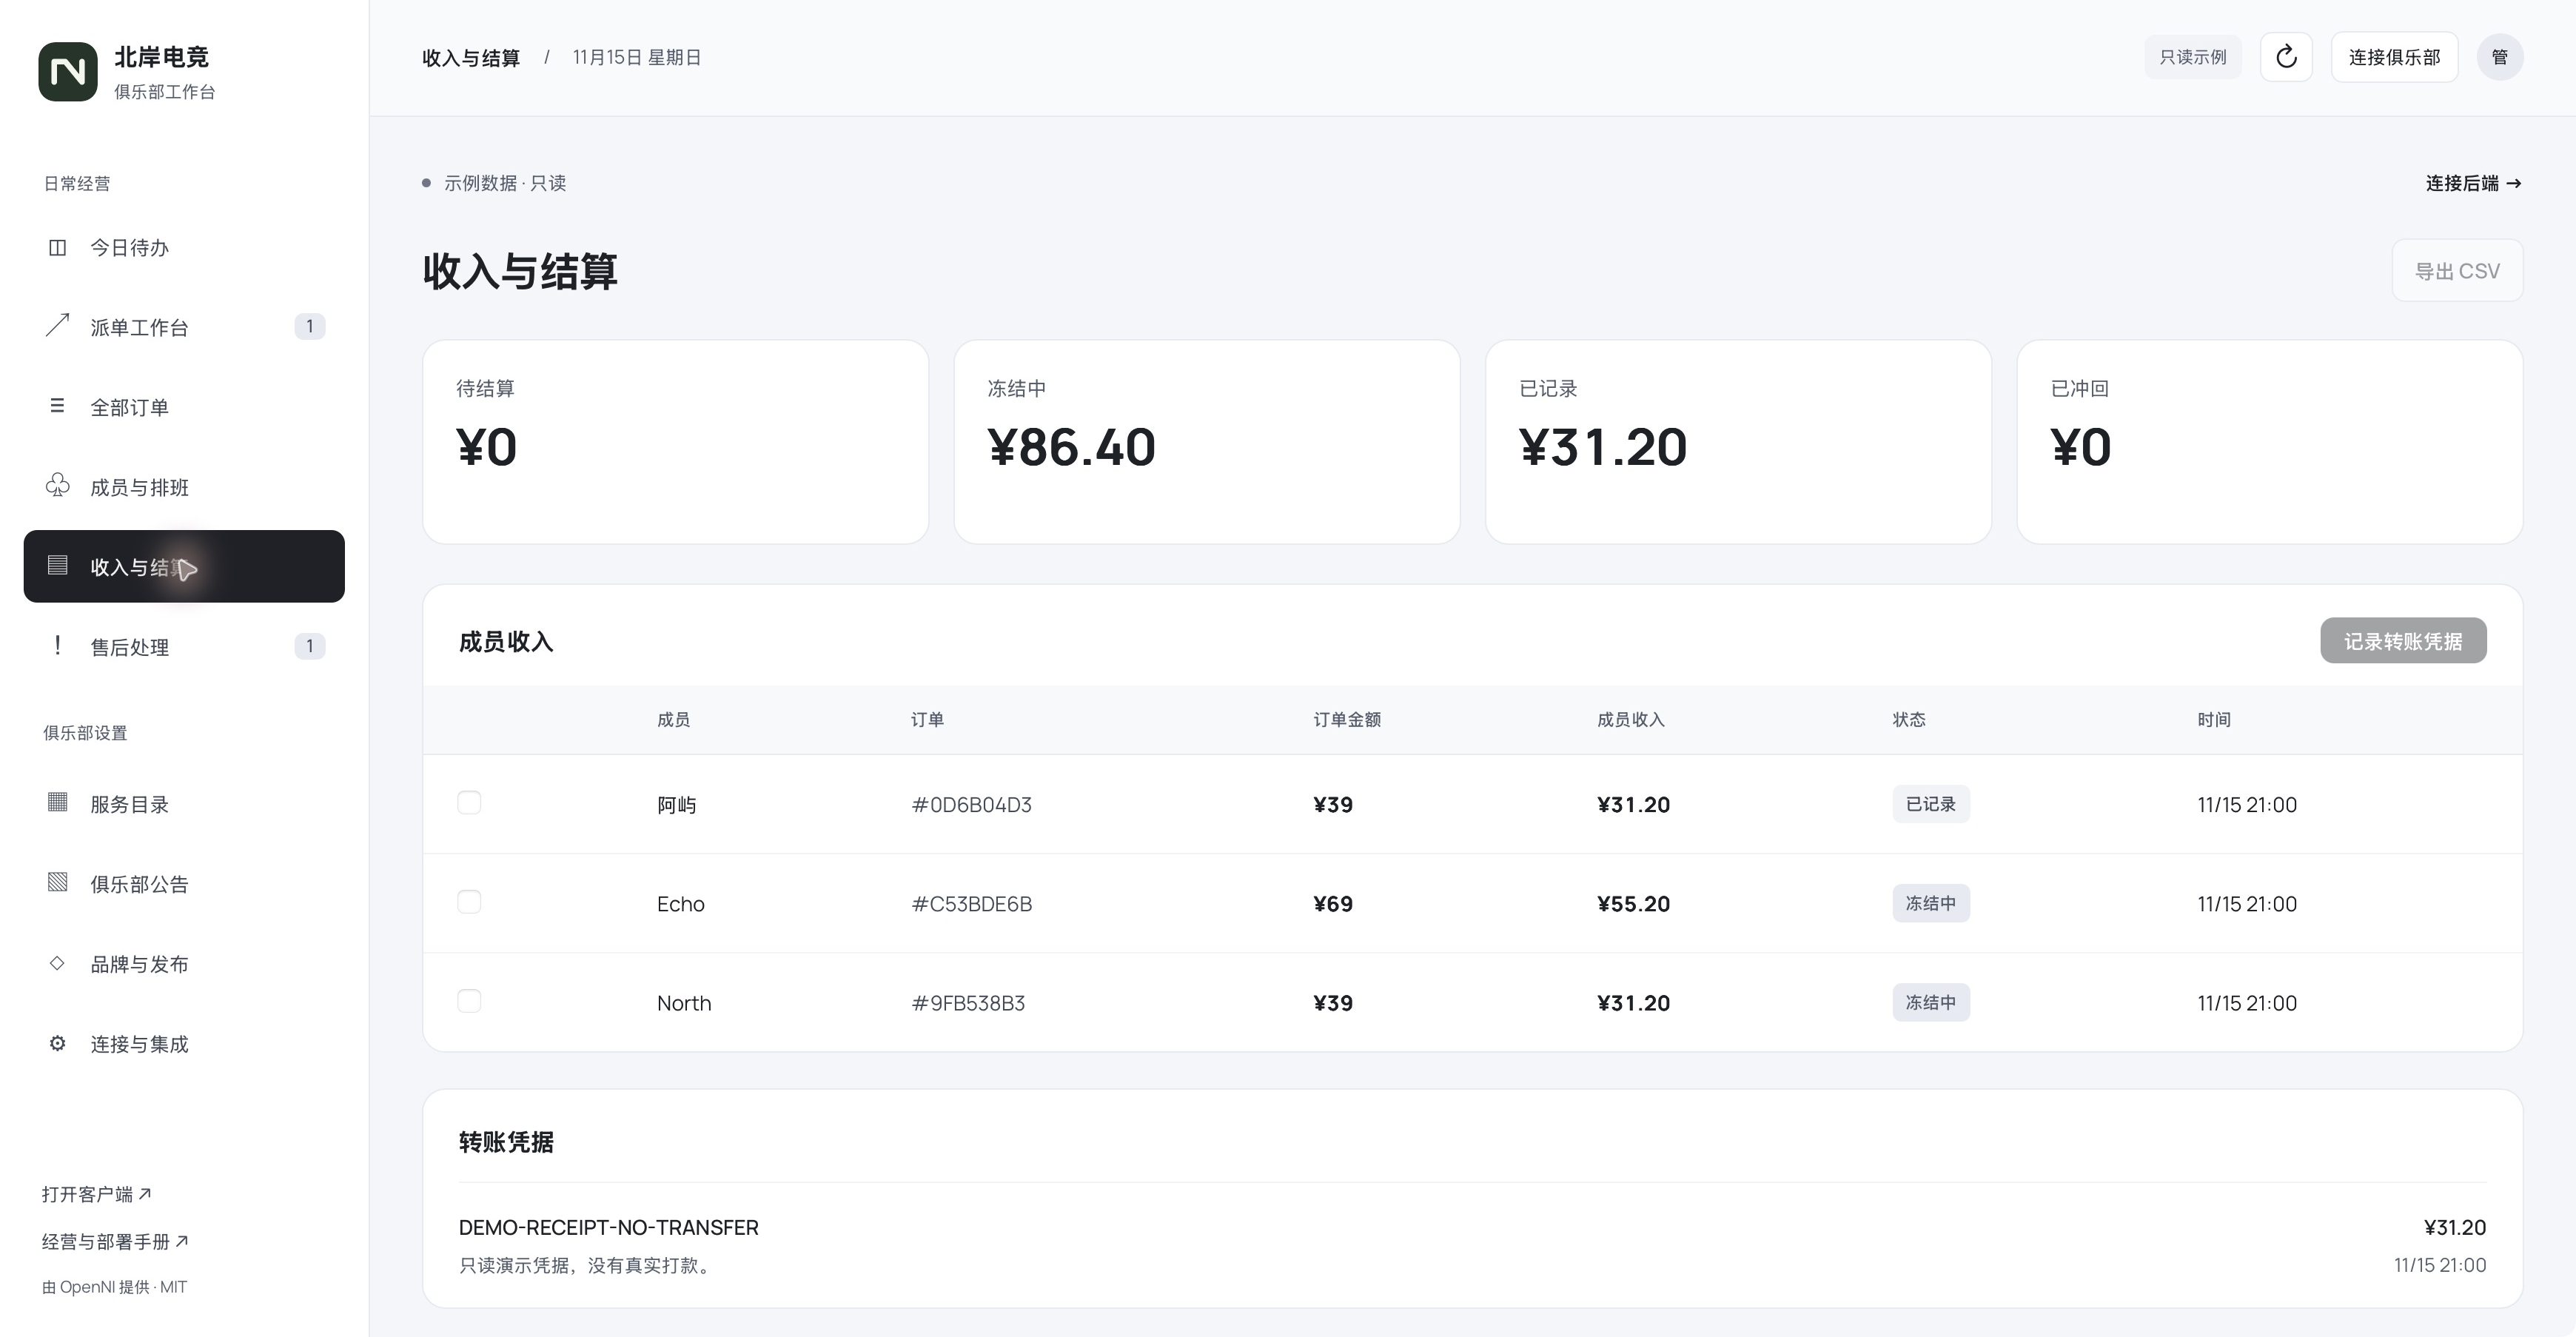 北岸电竞
俱乐部工作台
日常经营
今日待办
派单工作台 1
全部订单
成员与排班
收入与结算
! 售后处理 1
俱乐部设置
服务目录
俱乐部公告
品牌与发布
连接与集成
打开客户端 ↗
经营与部署手册 ↗
由 OpenNI 提供 · MIT
收入与结算 / 11月15日 星期日
只读示例
连接俱乐部
管
示例数据 · 只读
连接后端 →
收入与结算
导出 CSV
待结算
¥0
冻结中
¥86.40
已记录
¥31.20
已冲回
¥0
成员收入
记录转账凭据
成员 订单 订单金额 成员收入 状态 时间
阿屿 #0D6B04D3 ¥39 ¥31.20 已记录 11/15 21:00
Echo #C53BDE6B ¥69 ¥55.20 冻结中 11/15 21:00
North #9FB538B3 ¥39 ¥31.20 冻结中 11/15 21:00
转账凭据
DEMO-RECEIPT-NO-TRANSFER ¥31.20
只读演示凭据，没有真实打款。 11/15 21:00